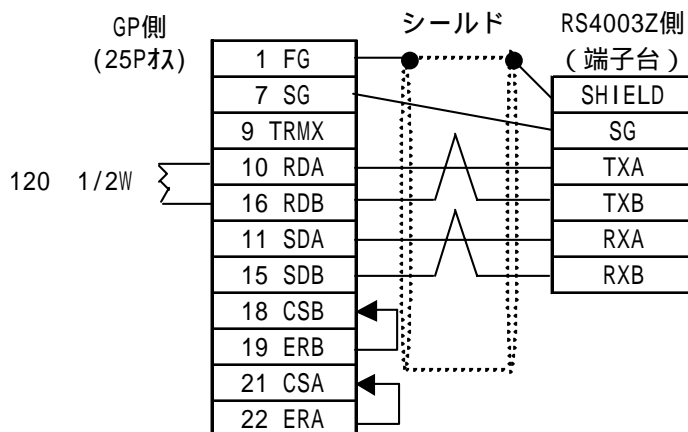 GP側
(25Pｵｽ)
シールド
RS4003Z側
(端子台)
1 FG
7 SG
9 TRMX
10 RDA
16 RDB
11 SDA
15 SDB
18 CSB
19 ERB
21 CSA
22 ERA
120 1/2W
SHIELD
SG
TXA
TXB
RXA
RXB